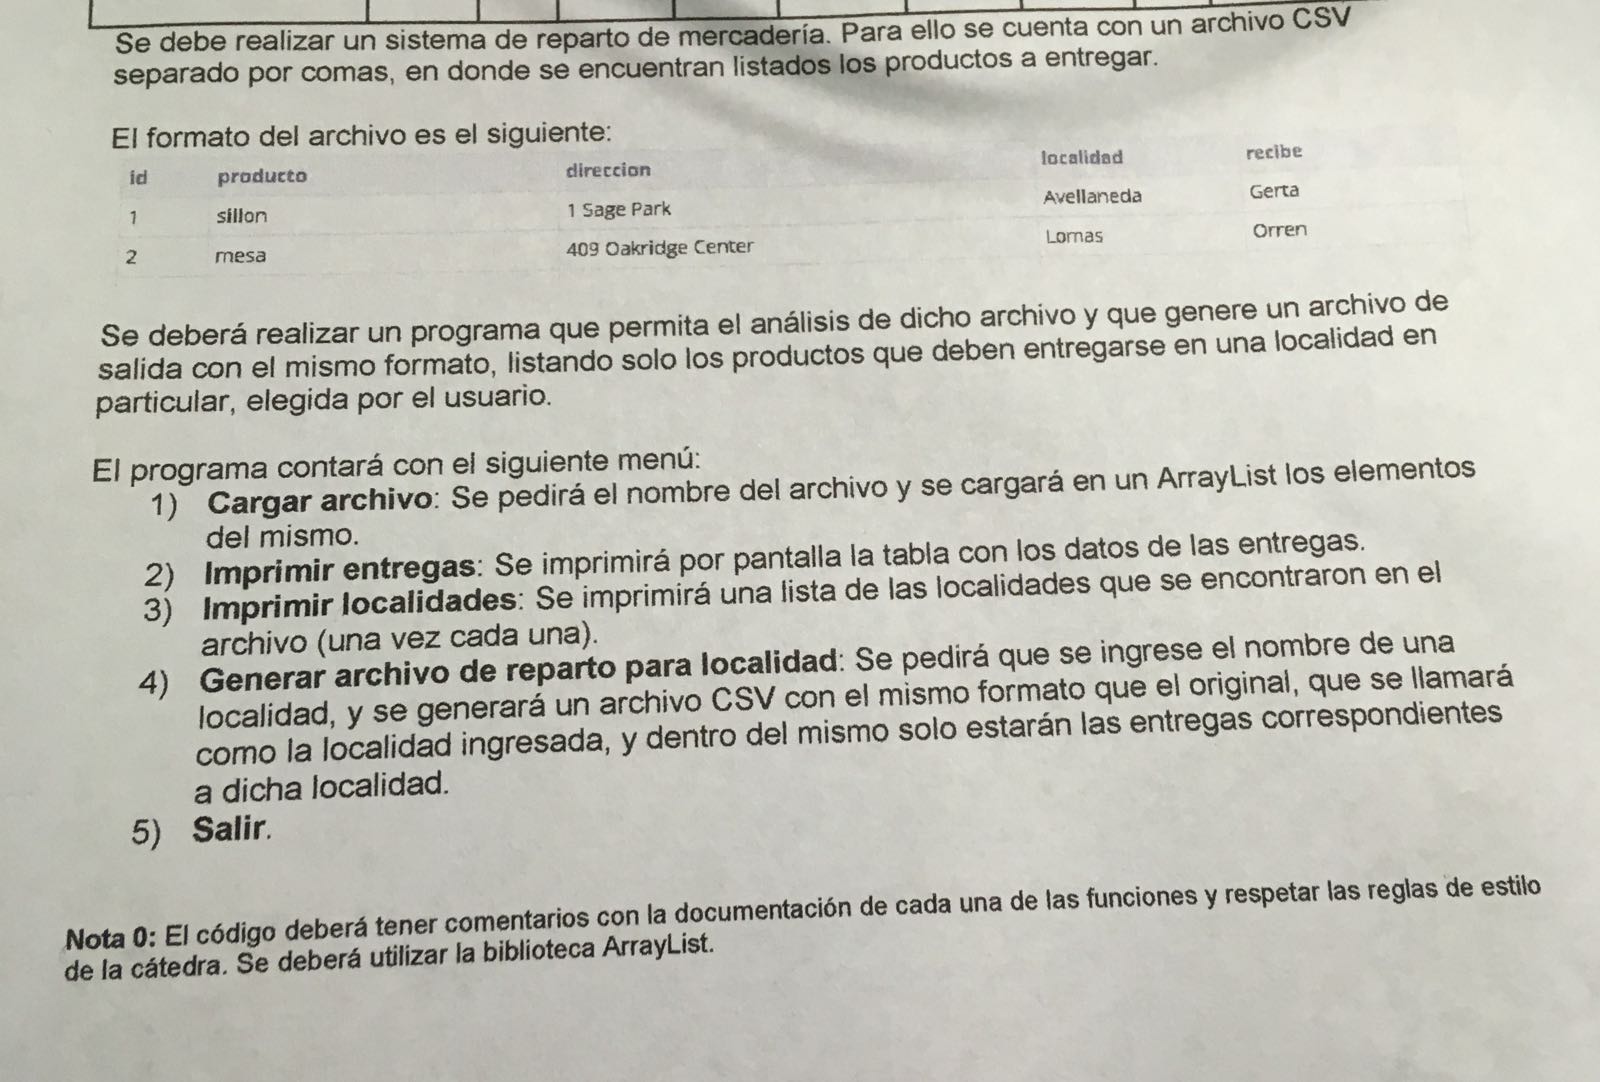 Se debe realizar un sistema de reparto de mercadería. Para ello se cuenta con un archivo CSV
separado por comas, en donde se encuentran listados los productos a entregar.
El formato del archivo es el siguiente:
id producto direccion localidad recibe
1 sillon 1 Sage Park Avellaneda Gerta
2 mesa 409 Oakridge Center Lomas Orren
Se deberá realizar un programa que permita el análisis de dicho archivo y que genere un archivo de
salida con el mismo formato, listando solo los productos que deben entregarse en una localidad en
particular, elegida por el usuario.
El programa contará con el siguiente menú:
1) Cargar archivo: Se pedirá el nombre del archivo y se cargará en un ArrayList los elementos
del mismo.
2) Imprimir entregas: Se imprimirá por pantalla la tabla con los datos de las entregas.
3) Imprimir localidades: Se imprimirá una lista de las localidades que se encontraron en el
archivo (una vez cada una).
4) Generar archivo de reparto para localidad: Se pedirá que se ingrese el nombre de una
localidad, y se generará un archivo CSV con el mismo formato que el original, que se llamará
como la localidad ingresada, y dentro del mismo solo estarán las entregas correspondientes
a dicha localidad.
5) Salir.
Nota 0: El código deberá tener comentarios con la documentación de cada una de las funciones y respetar las reglas de estilo
de la cátedra. Se deberá utilizar la biblioteca ArrayList.